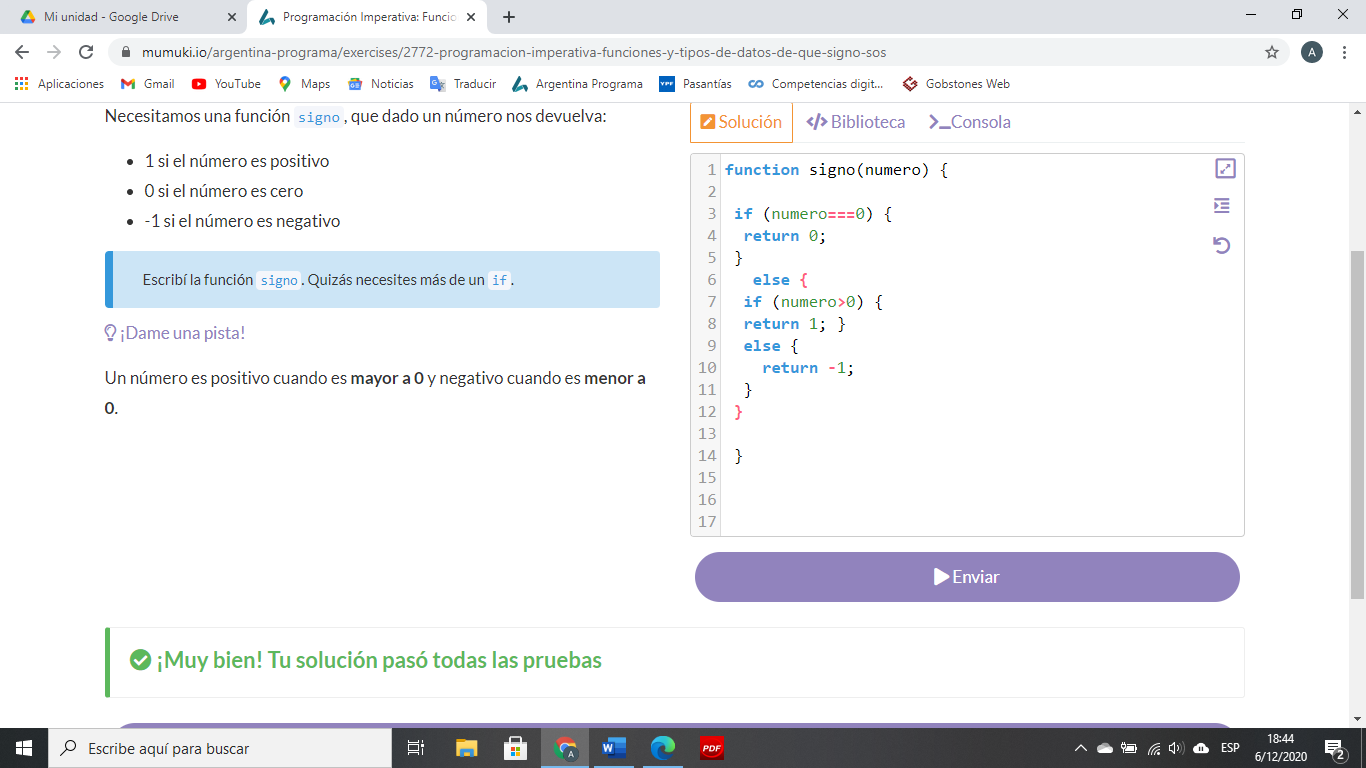 Mi unidad - Google Drive
Programación Imperativa: Funcio
mumuki.io/argentina-programa/exercises/2772-programacion-imperativa-funciones-y-tipos-de-datos-de-que-signo-sos
A
Aplicaciones
Gmail
YouTube
Maps
Noticias
Traducir
Argentina Programa
YPF
Pasantías
Competencias digit...
Gobstones Web
Necesitamos una función signo, que dado un número nos devuelva:
1 si el número es positivo
0 si el número es cero
-1 si el número es negativo
Escribí la función signo. Quizás necesites más de un if.
¡Dame una pista!
Un número es positivo cuando es mayor a 0 y negativo cuando es menor a
0.
Solución
Biblioteca
Consola
1 function signo(numero) {
2
3 if (numero===0) {
4 return 0;
5 }
6 else {
7 if (numero>0) {
8 return 1; }
9 else {
10 return -1;
11 }
12 }
13
14 }
15
16
17
Enviar
¡Muy bien! Tu solución pasó todas las pruebas
Escribe aquí para buscar
A
W
PDF
ESP
18:44
6/12/2020
2